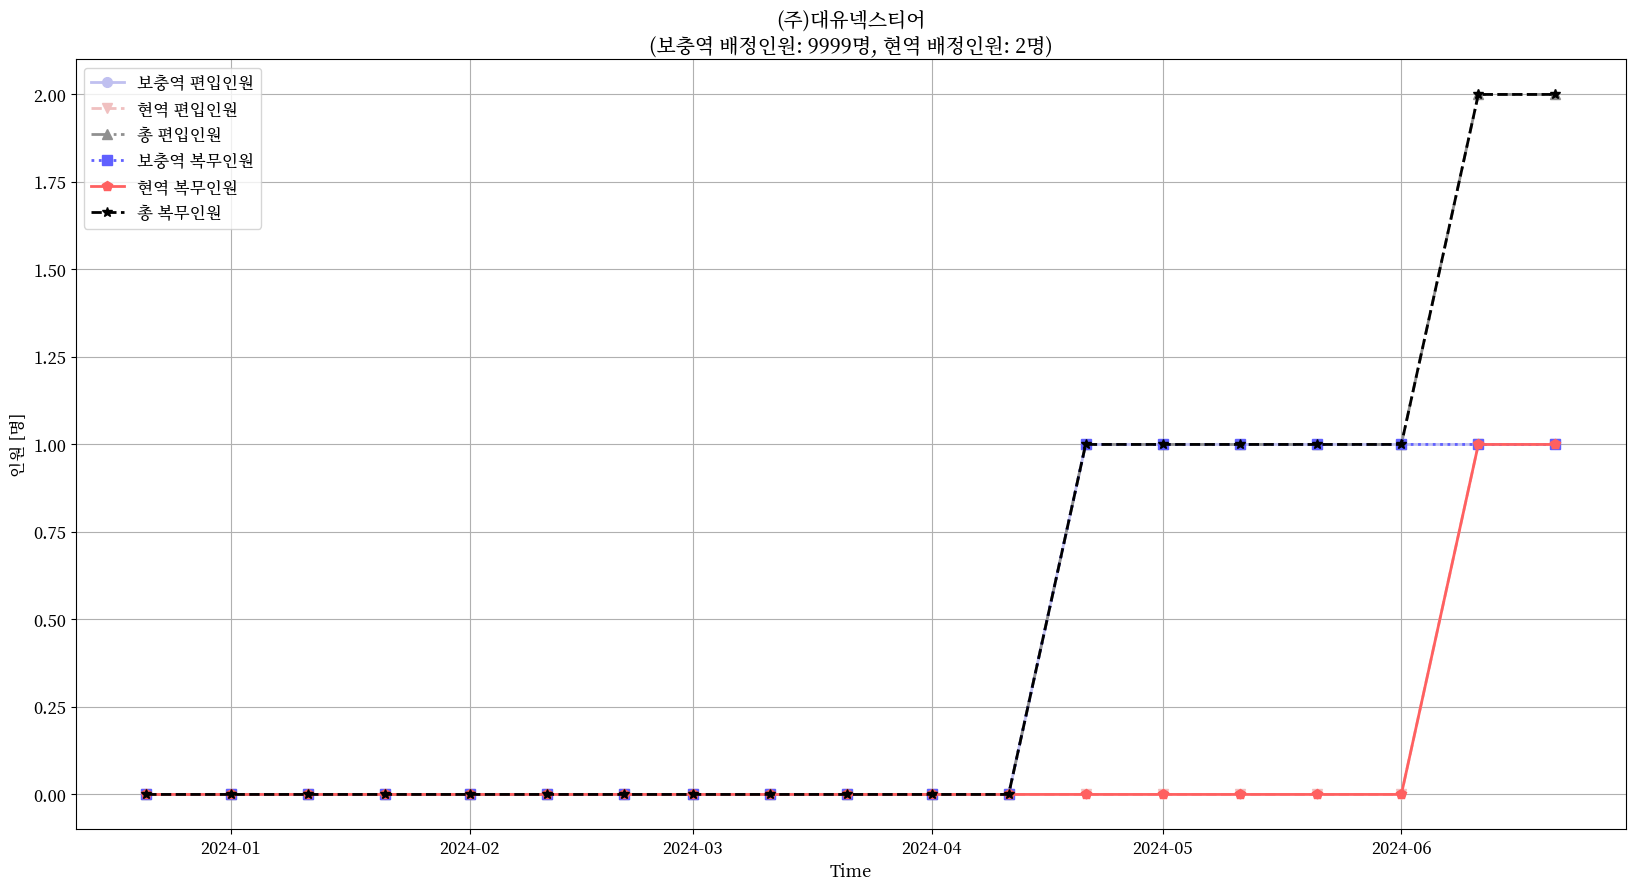 (주)대유넥스티어
(보충역 배정인원: 9999명, 현역 배정인원: 2명)
보충역 편입인원
현역 편입인원
총 편입인원
보충역 복무인원
현역 복무인원
총 복무인원
2.00
1.75
1.50
1.25
1.00
0.75
0.50
0.25
0.00
인원 [명]
2024-01
2024-02
2024-03
2024-04
2024-05
2024-06
Time